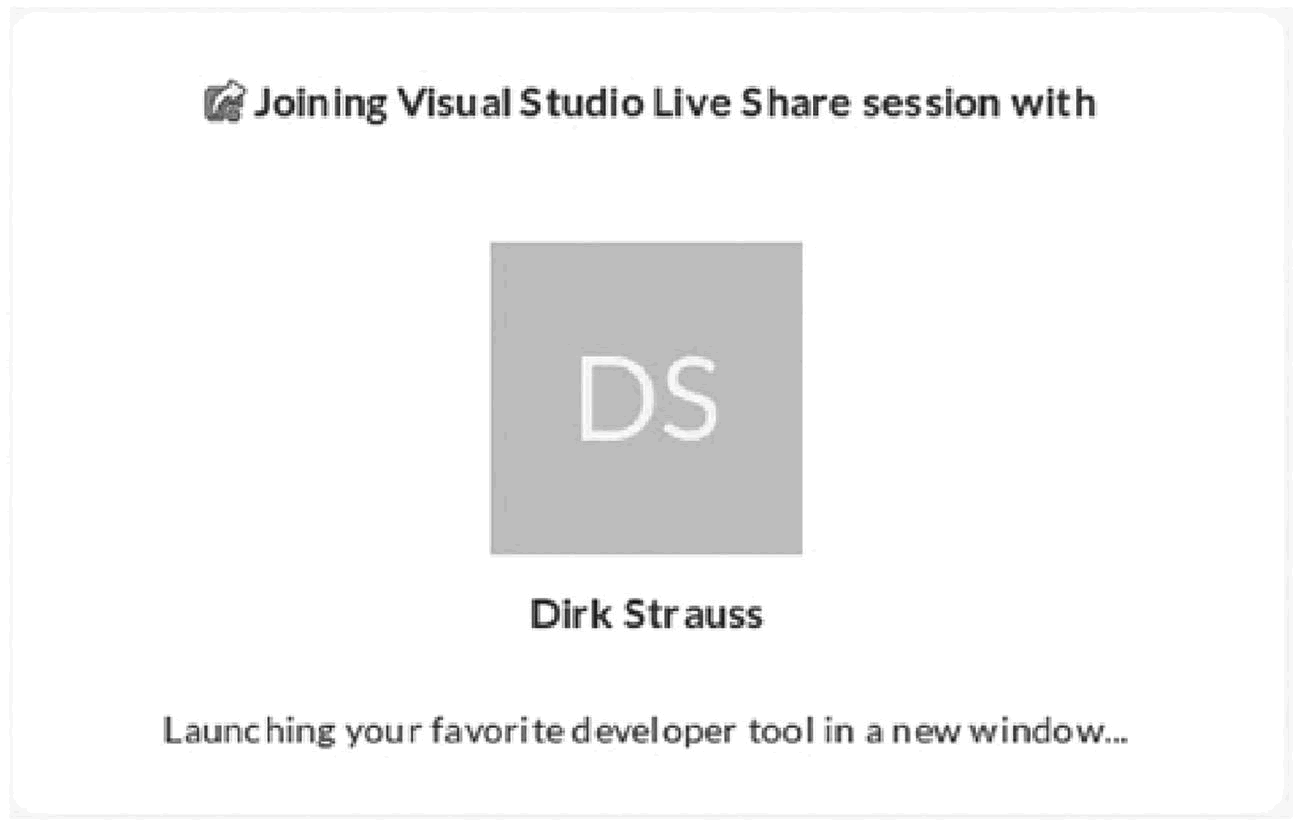 Joining Visual Studio Live Share session with
DS
Dirk Strauss
Launching your favorite developer tool in a new window...